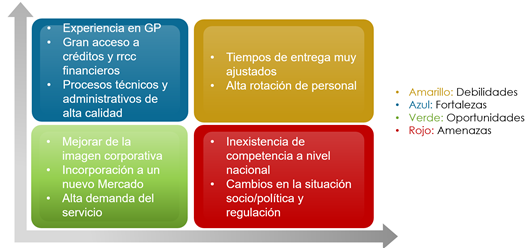 • Experiencia en GP
• Gran acceso a
créditos y rrcc
financieros
• Procesos técnicos y
administrativos de
alta calidad
• Tiempos de entrega muy
ajustados
• Alta rotación de personal
• Mejorar de la
imagen corporativa
• Incorporación a un
nuevo Mercado
• Alta demanda del
servicio
• Inexistencia de
competencia a nivel
nacional
• Cambios en la situación
socio/política y
regulación
• Amarillo: Debilidades
• Azul: Fortalezas
• Verde: Oportunidades
• Rojo: Amenazas